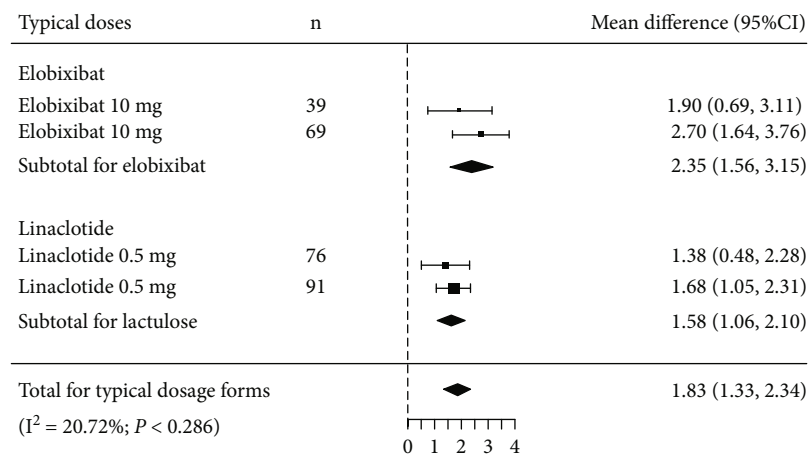 Typical doses n Mean difference (95%CI)
Elobixibat
Elobixibat 10 mg 39 1.90 (0.69, 3.11)
Elobixibat 10 mg 69 2.70 (1.64, 3.76)
Subtotal for elobixibat 2.35 (1.56, 3.15)
Linaclotide
Linaclotide 0.5 mg 76 1.38 (0.48, 2.28)
Linaclotide 0.5 mg 91 1.68 (1.05, 2.31)
Subtotal for lactulose 1.58 (1.06, 2.10)
Total for typical dosage forms 1.83 (1.33, 2.34)
(I² = 20.72%; P < 0.286)
0 1 2 3 4